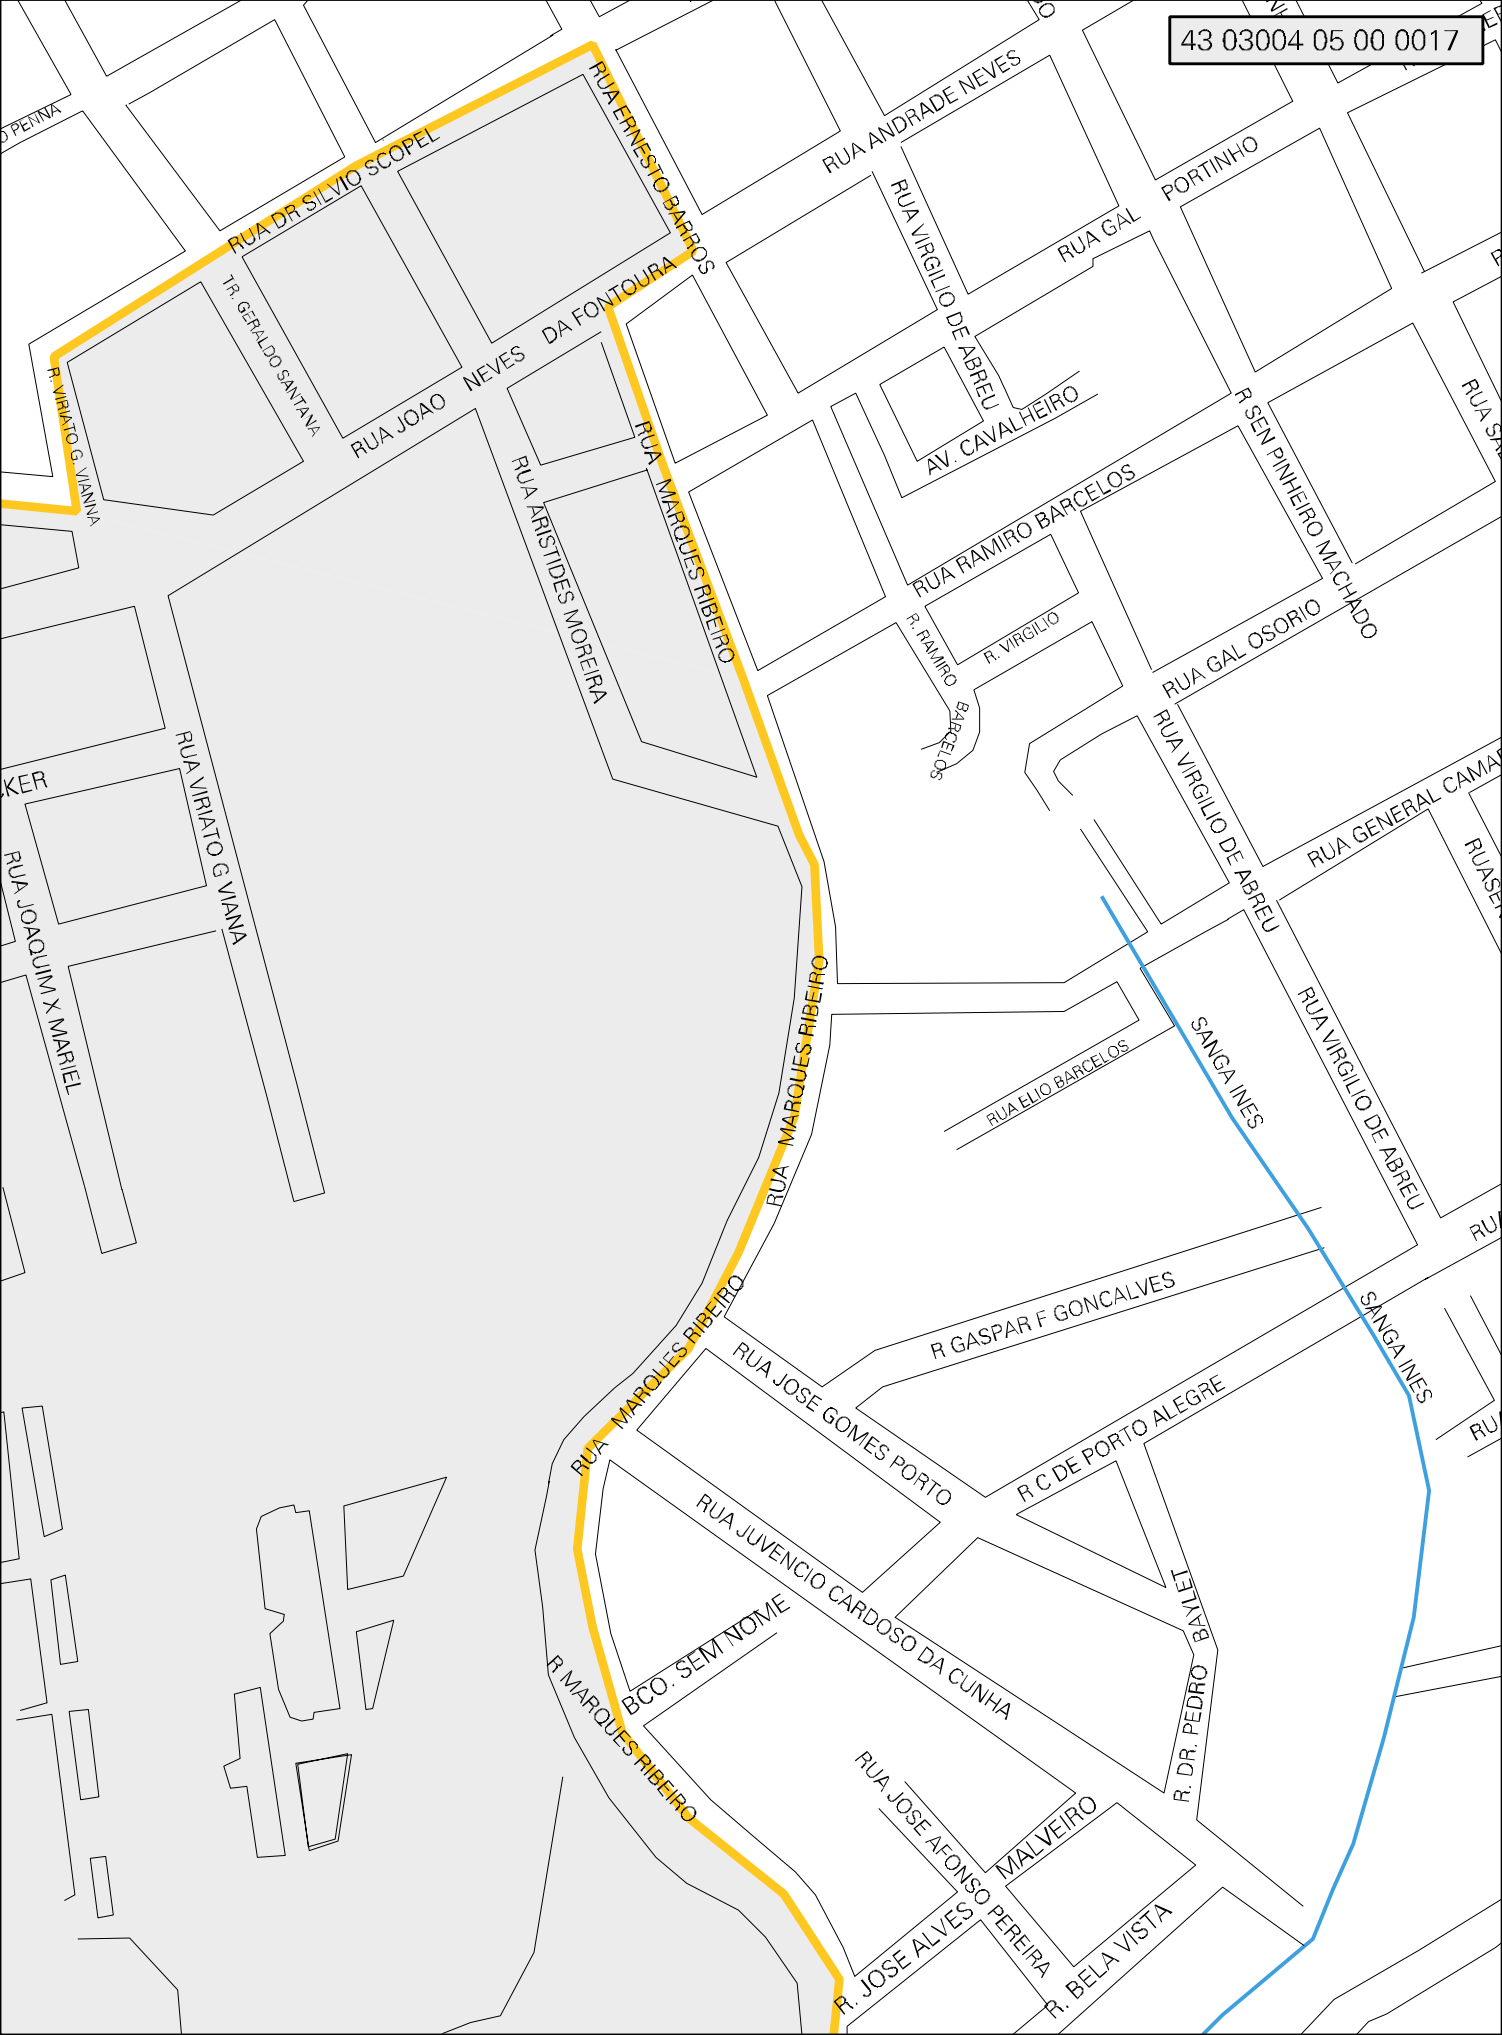 43 03004 05 00 0017
PENNA
RUA DR SILVIO SCOPEL
RUA ERNESTO BARROS
RUA ANDRADE NEVES
PORTINHO
RUA GAL
RUA VIRGILIO DE ABREU
TR. GERALDO SANTANA
RUA JOAO NEVES DA FONTOURA
R. VIRIATO G. VIANNA
AV. CAVALHEIRO
R SEN PINHEIRO MACHADO
RUA RAMIRO BARCELOS
RUA MARQUES RIBEIRO
RUA ARISTIDES MOREIRA
R. RAMIRO BARCELOS
R. VIRGILIO
RUA GAL OSORIO
RUA VIRGILIO DE ABREU
RUA GENERAL CAMAR
KER
RUA VIRIATO G VIANA
RUA JOAQUIM X MARIEL
RUA MARQUES RIBEIRO
RUA ELIO BARCELOS
SANGA INES
RUA VIRGILIO DE ABREU
RUA
R GASPAR F GONCALVES
SANGA INES
RUA MARQUES RIBEIRO
RUA JOSE GOMES PORTO
R C DE PORTO ALEGRE
RUA
RUA JUVENCIO CARDOSO DA CUNHA
R. DR. PEDRO BAYLET
BCO. SEM NOME
R MARQUES RIBEIRO
RUA JOSE AFONSO PEREIRA
R. JOSE ALVES MALVEIRO
R. BELA VISTA